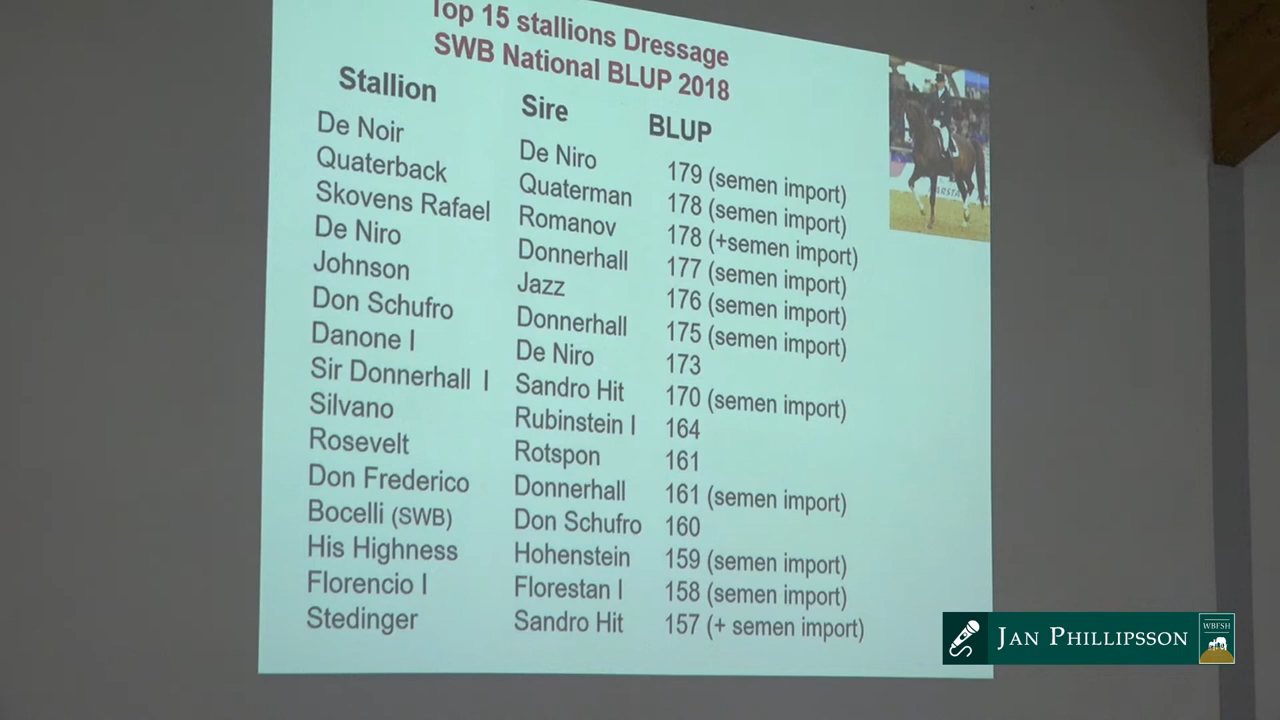 Top 15 stallions Dressage
SWB National BLUP 2018
Stallion Sire BLUP
De Noir De Niro 179 (semen import)
Quaterback Quaterman 178 (semen import)
Skovens Rafael Romanov 178 (+semen import)
De Niro Donnerhall 177 (semen import)
Johnson Jazz 176 (semen import)
Don Schufro Donnerhall 175 (semen import)
Danone I De Niro 173
Sir Donnerhall I Sandro Hit 170 (semen import)
Silvano Rubinstein I 164
Rosevelt Rotspon 161
Don Frederico Donnerhall 161 (semen import)
Bocelli (SWB) Don Schufro 160
His Highness Hohenstein 159 (semen import)
Florencio I Florestan I 158 (semen import)
Stedinger Sandro Hit 157 (+ semen import)
JAN PHILLIPSSON
WBFSH